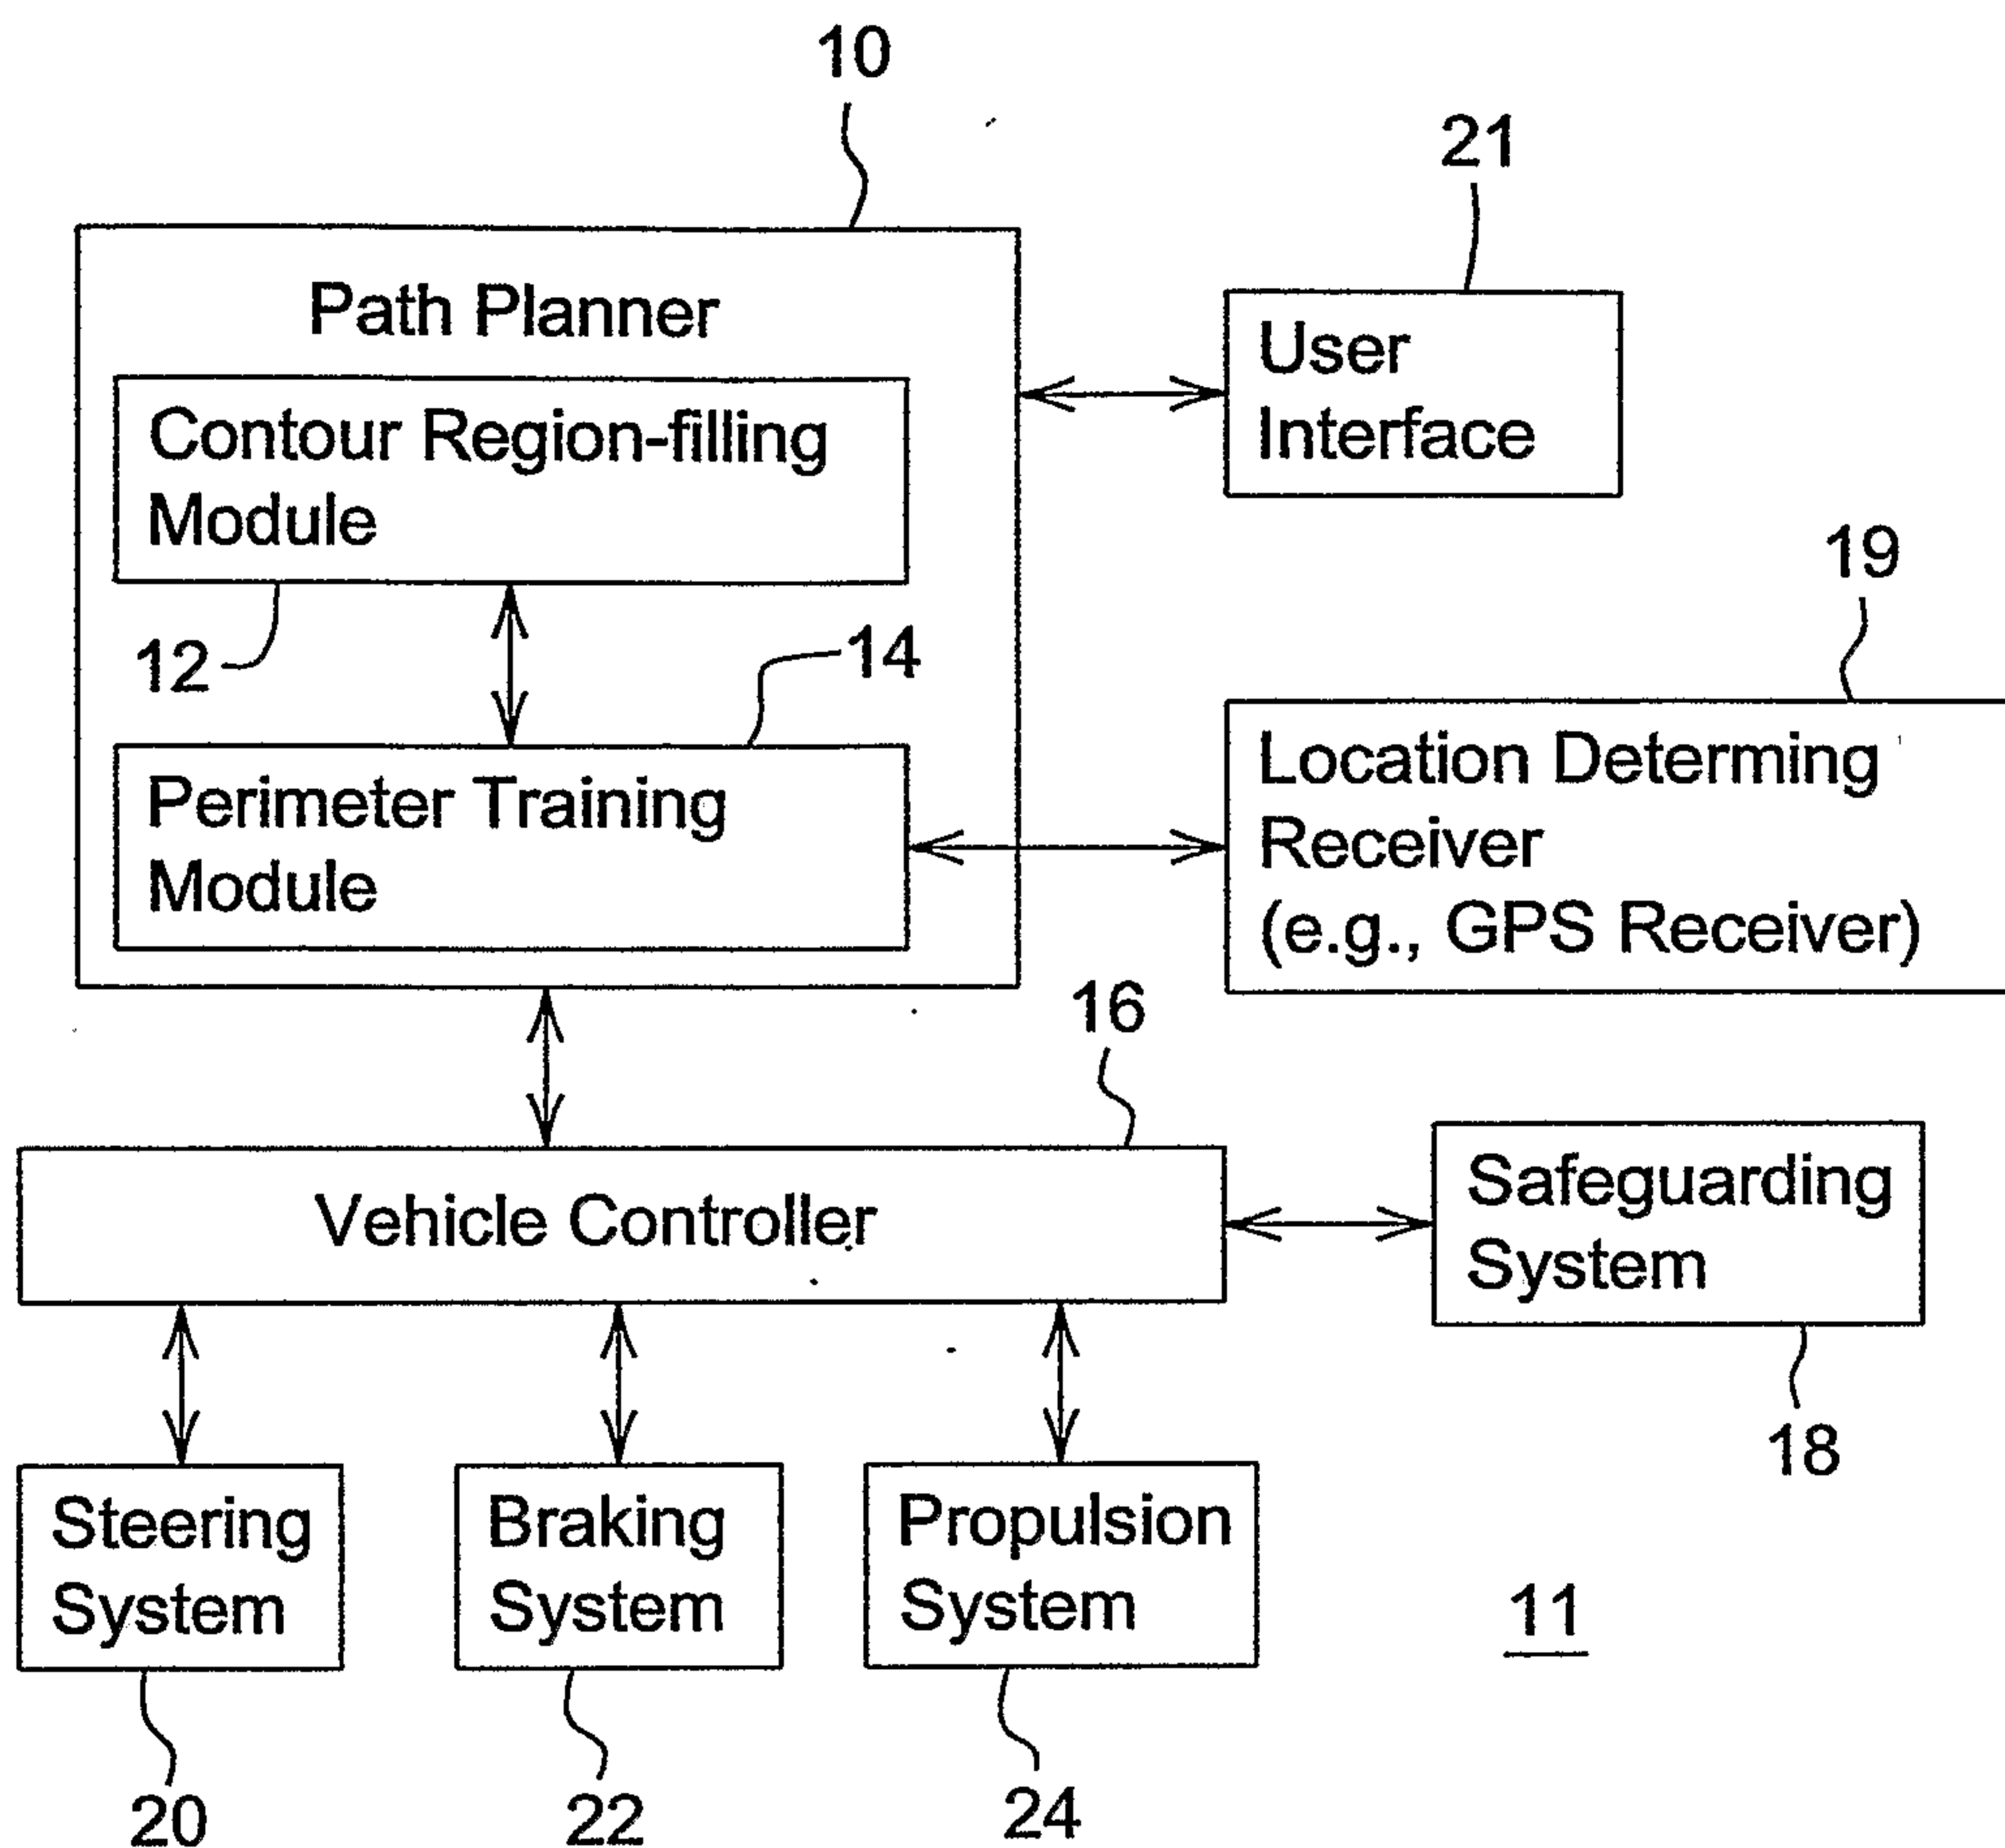 10
21
Path Planner
User
Interface
Contour Region-filling
Module
19
12
14
Location Determing
Receiver
(e.g., GPS Receiver)
Perimeter Training
Module
16
Vehicle Controller
Safeguarding
System
18
Steering
System
Braking
System
Propulsion
System
11
20
22
24